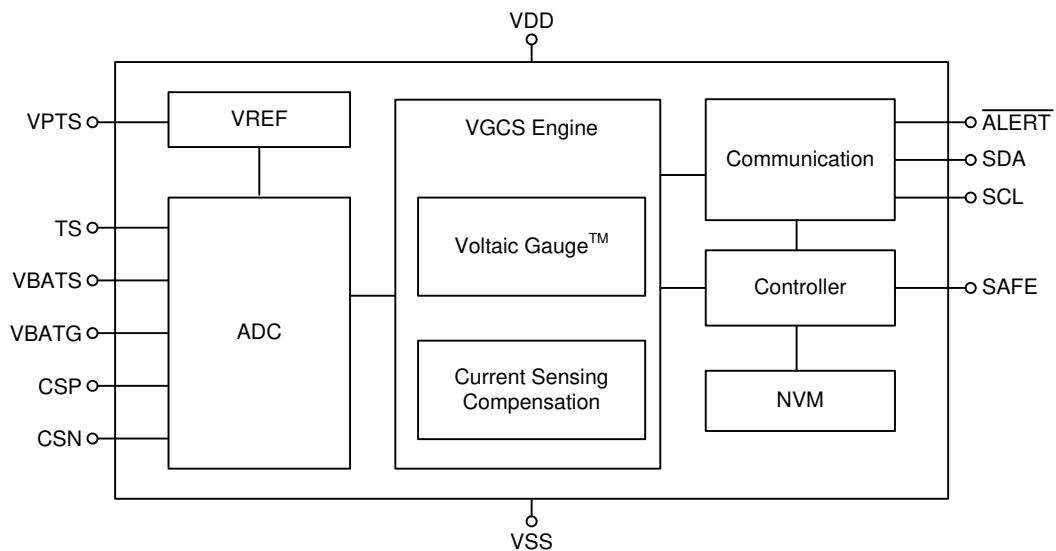 VDD
VPTS
VREF
VGCS Engine
Communication
ALERT
SDA
SCL
TS
VBATS
VBATG
CSP
CSN
ADC
Voltaic Gauge™
Current Sensing
Compensation
Controller
SAFE
NVM
VSS